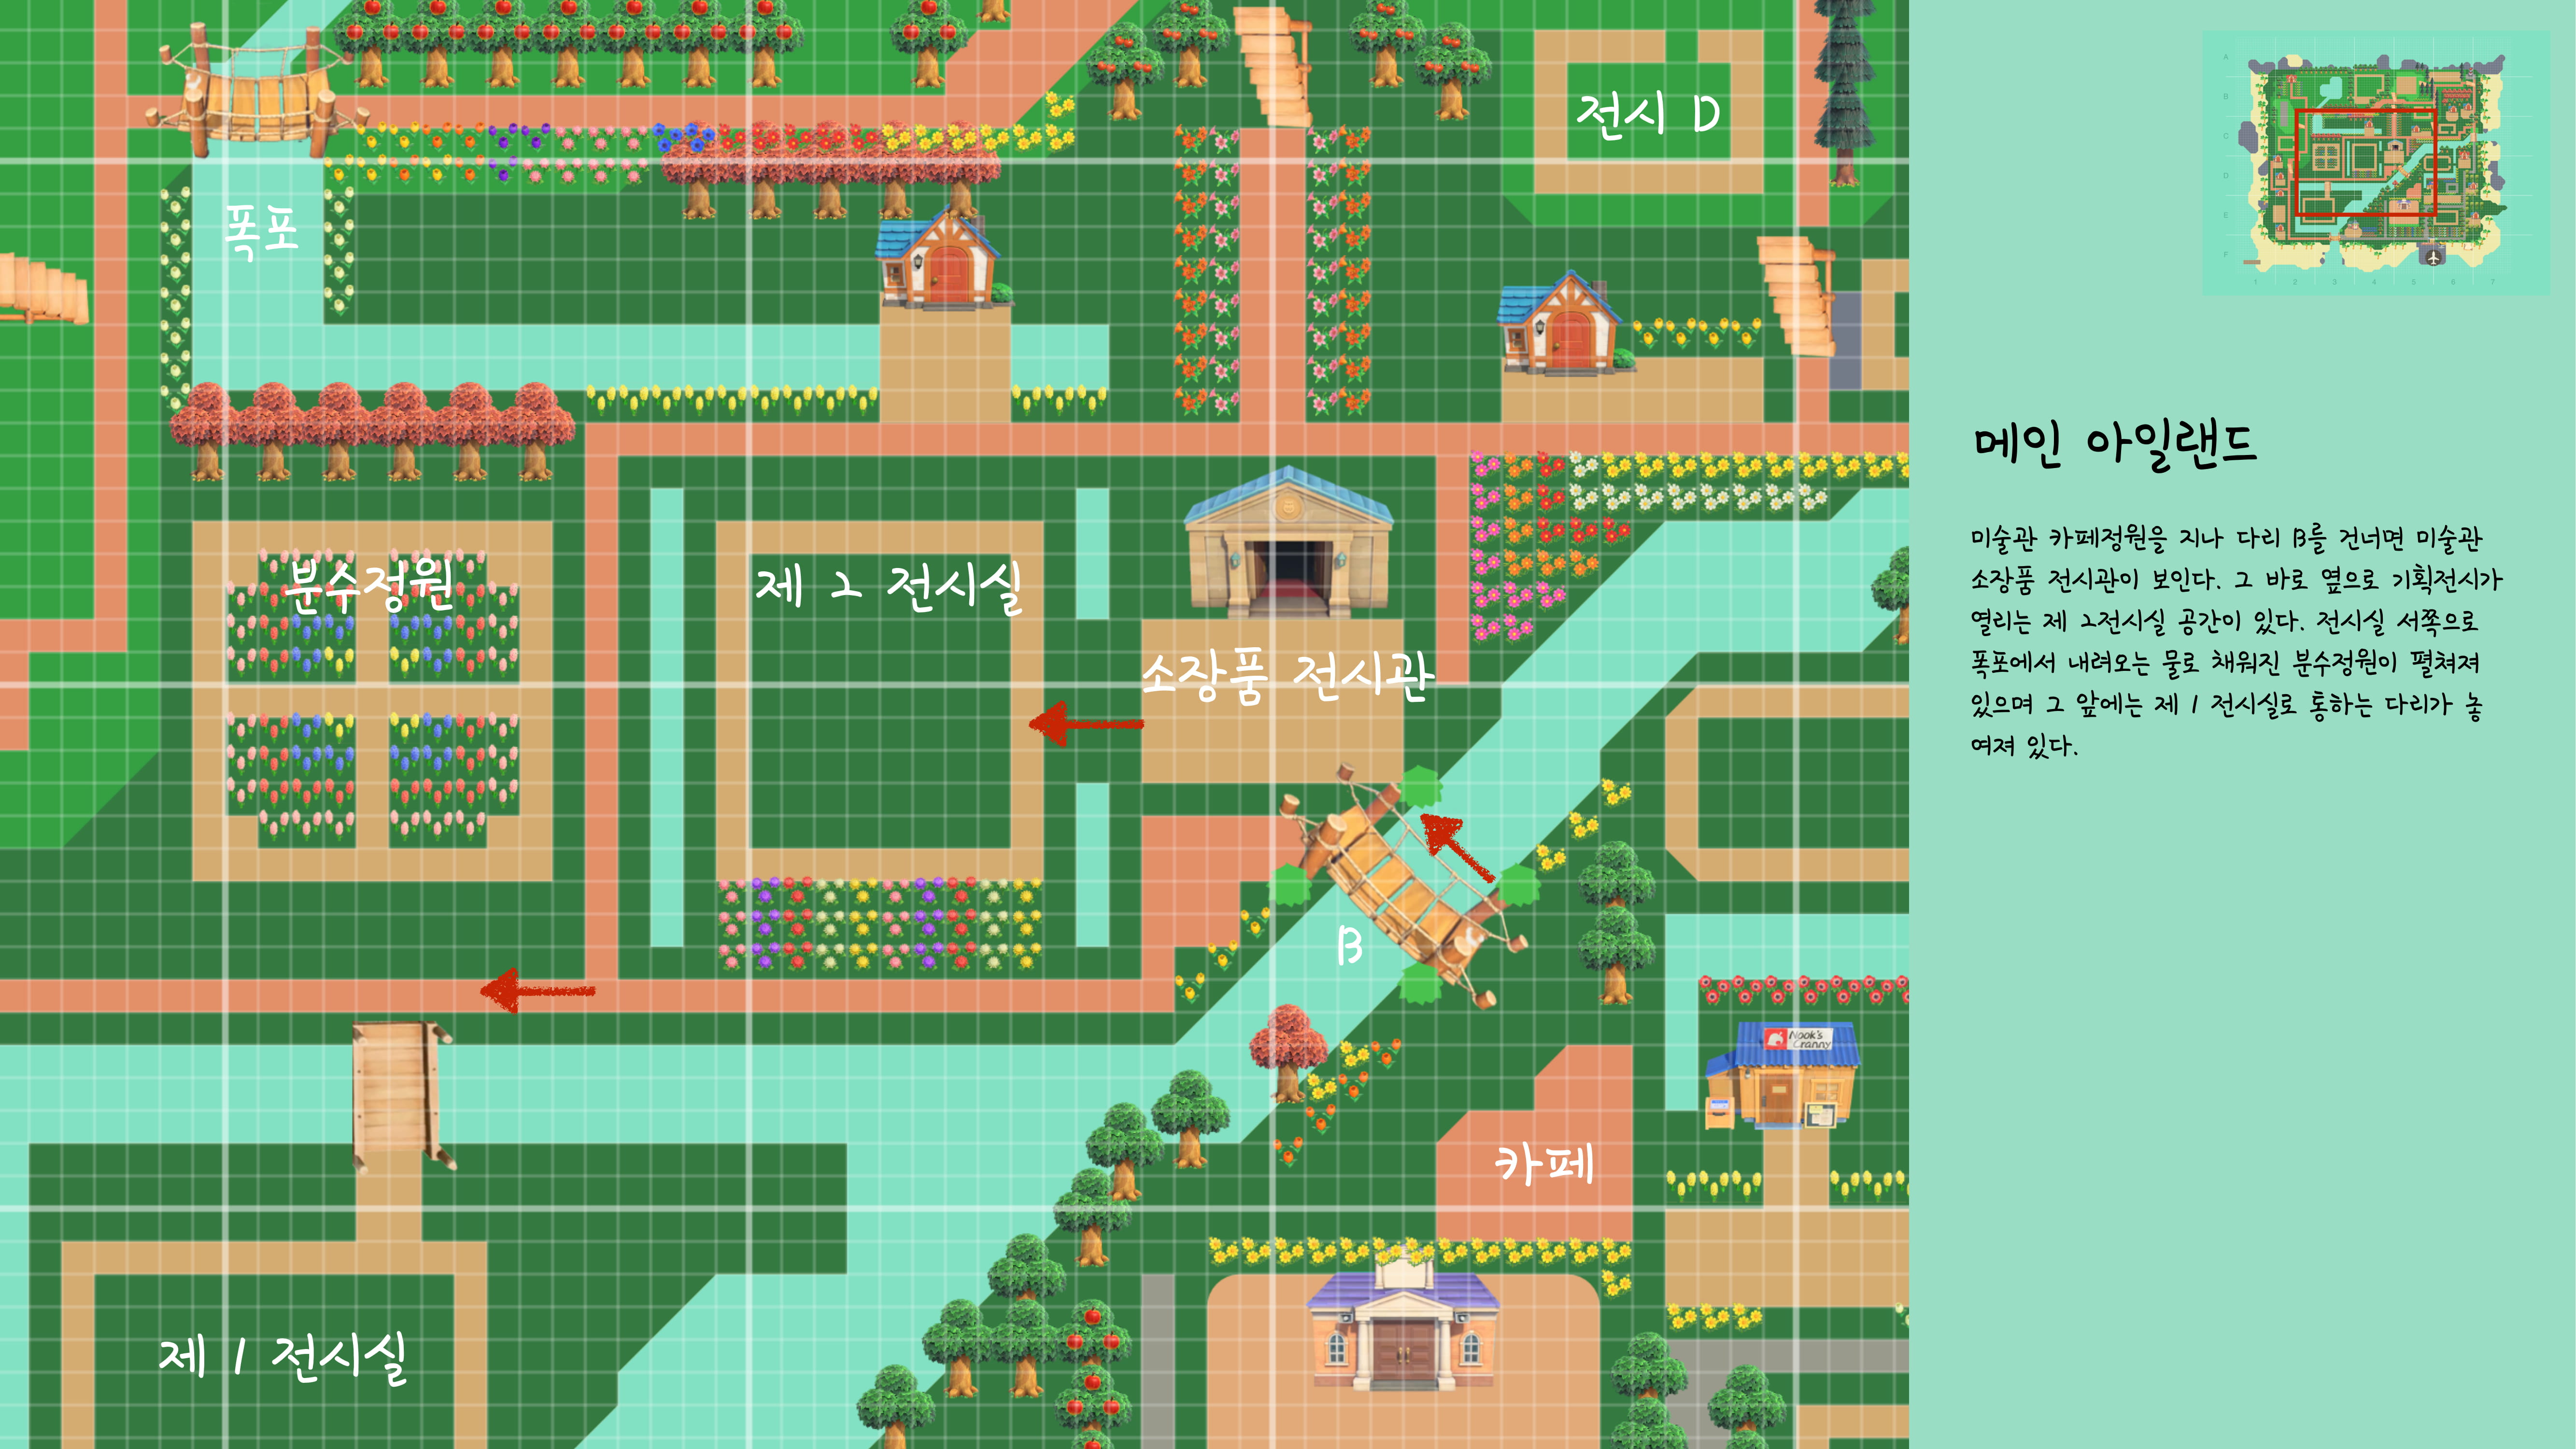 전시 D
폭포
분수정원
제 2 전시실
소장품 전시관
B
Nook's
Cranny
카페
제 1 전시실
A
B
C
D
E
F
1 2 3 4 5 6 7
메인 아일랜드
미술관 카페정원을 지나 다리 B를 건너면 미술관
소장품 전시관이 보인다. 그 바로 옆으로 기획전시가
열리는 제 2전시실 공간이 있다. 전시실 서쪽으로
폭포에서 내려오는 물로 채워진 분수정원이 펼쳐져
있으며 그 앞에는 제 1 전시실로 통하는 다리가 놓
여져 있다.